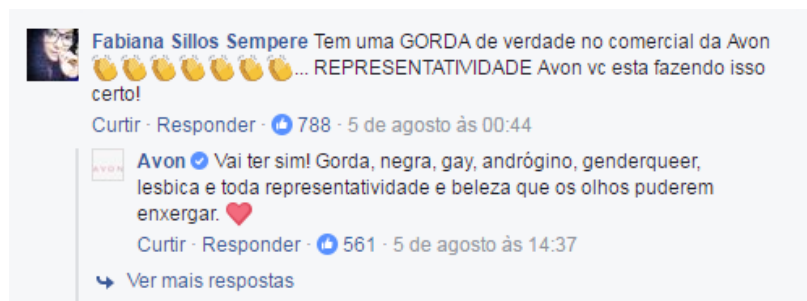 Fabiana Sillos Sempere Tem uma GORDA de verdade no comercial da Avon
👏👏👏👏👏👏👏... REPRESENTATIVIDADE Avon vc esta fazendo isso
certo!
Curtir · Responder · 788 · 5 de agosto às 00:44
AVON
Avon Vai ter sim! Gorda, negra, gay, andrógino, genderqueer,
lesbica e toda representatividade e beleza que os olhos puderem
enxergar. ❤
Curtir · Responder · 561 · 5 de agosto às 14:37
Ver mais respostas